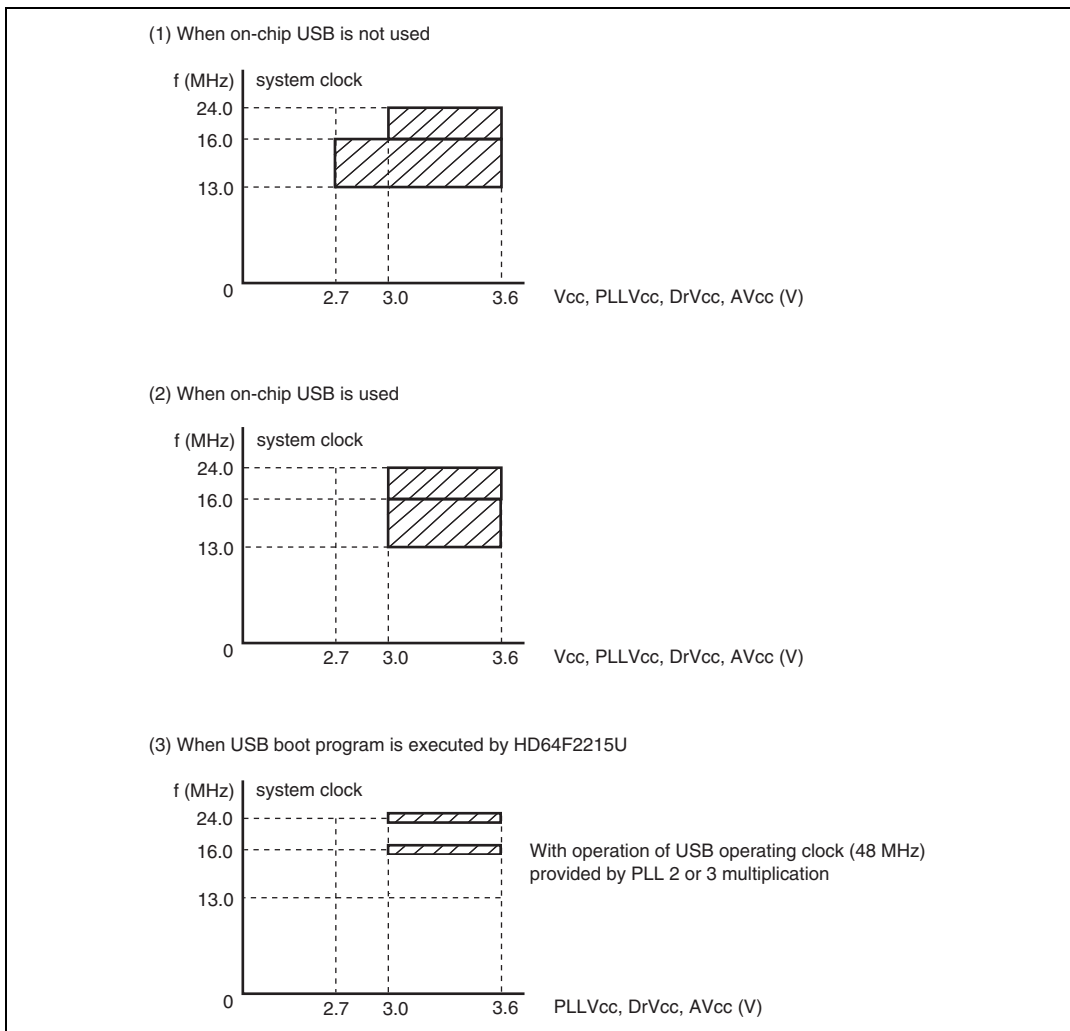 (1) When on-chip USB is not used
f (MHz) system clock
24.0
16.0
13.0
0
2.7 3.0 3.6 Vcc, PLLVcc, DrVcc, AVcc (V)
(2) When on-chip USB is used
f (MHz) system clock
24.0
16.0
13.0
0
2.7 3.0 3.6 Vcc, PLLVcc, DrVcc, AVcc (V)
(3) When USB boot program is executed by HD64F2215U
f (MHz) system clock
24.0
16.0 With operation of USB operating clock (48 MHz)
provided by PLL 2 or 3 multiplication
13.0
0
2.7 3.0 3.6 PLLVcc, DrVcc, AVcc (V)